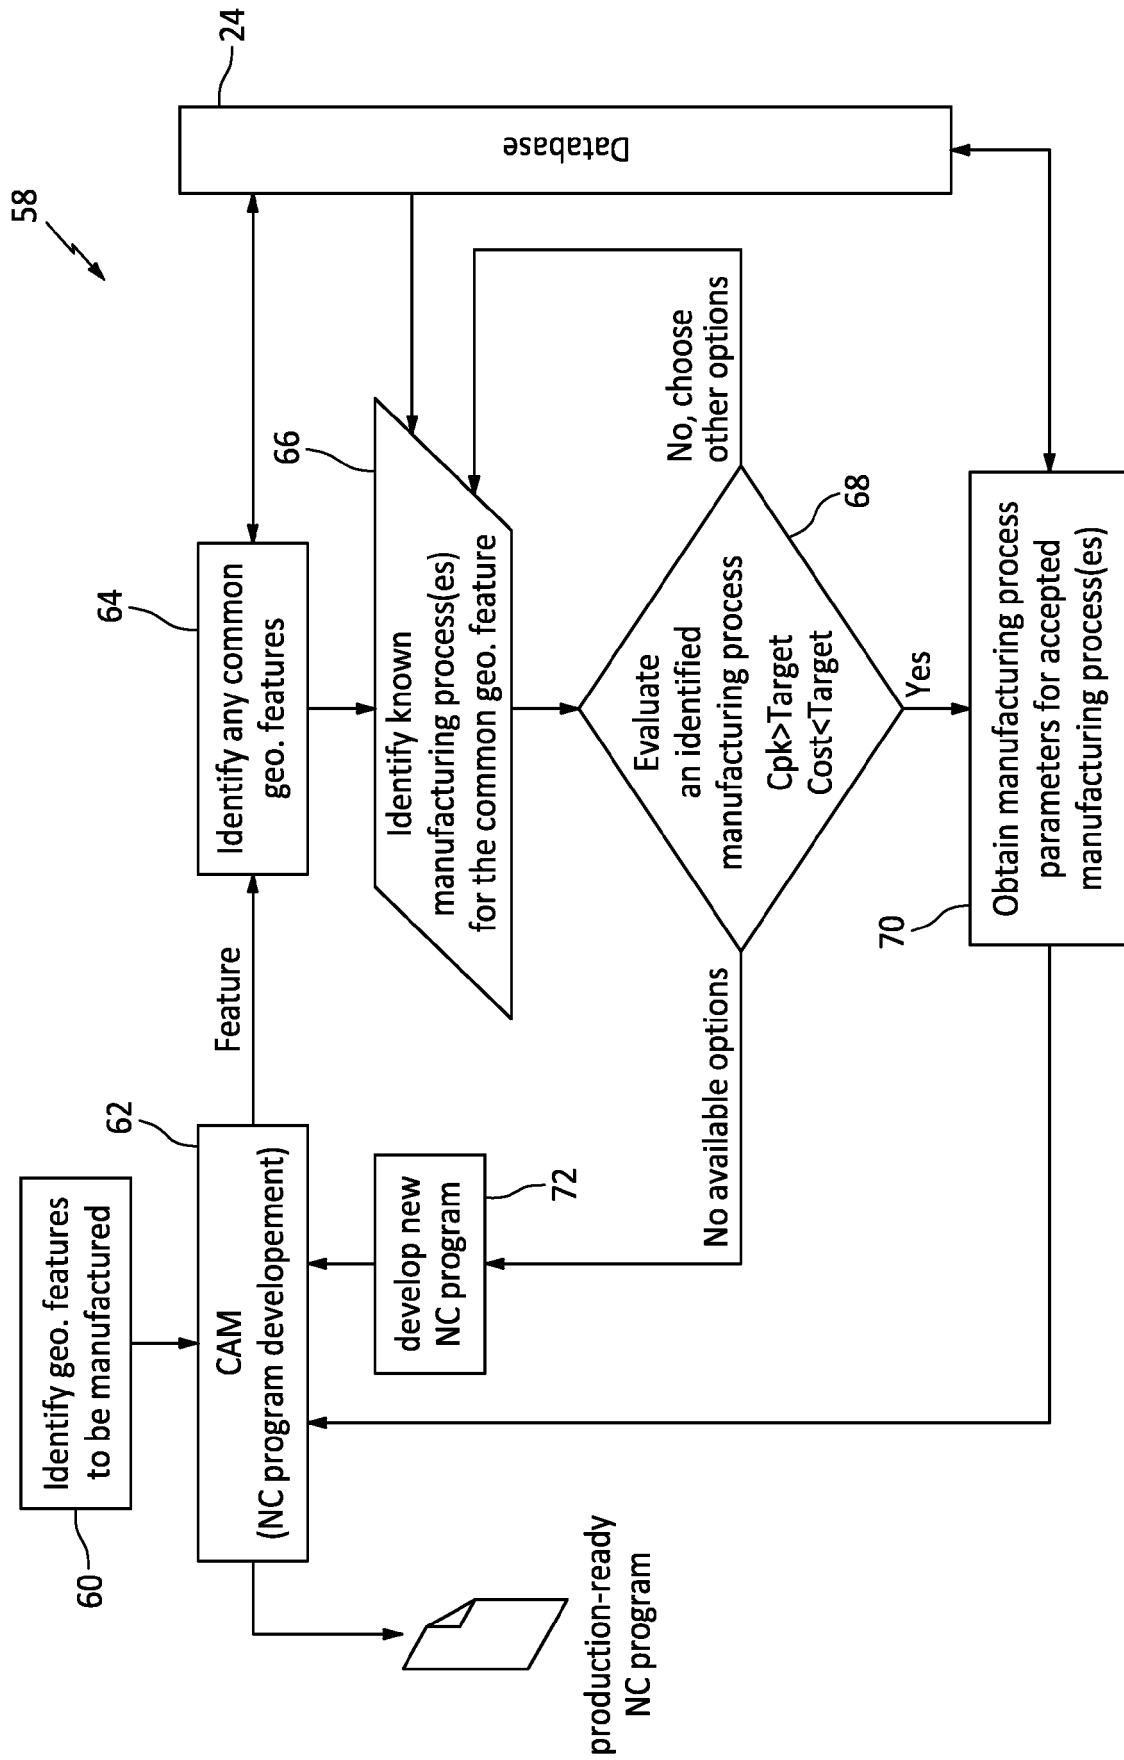 58
24
Database
60
Identify geo. features
to be manufactured
62
CAM
(NC program developement)
Feature
64
Identify any common
geo. features
66
Identify known
manufacturing process(es)
for the common geo. feature
72
develop new
NC program
No available options
68
Evaluate
an identified
manufacturing process
Cpk>Target
Cost<Target
No, choose
other options
Yes
70
Obtain manufacturing process
parameters for accepted
manufacturing process(es)
production-ready
NC program